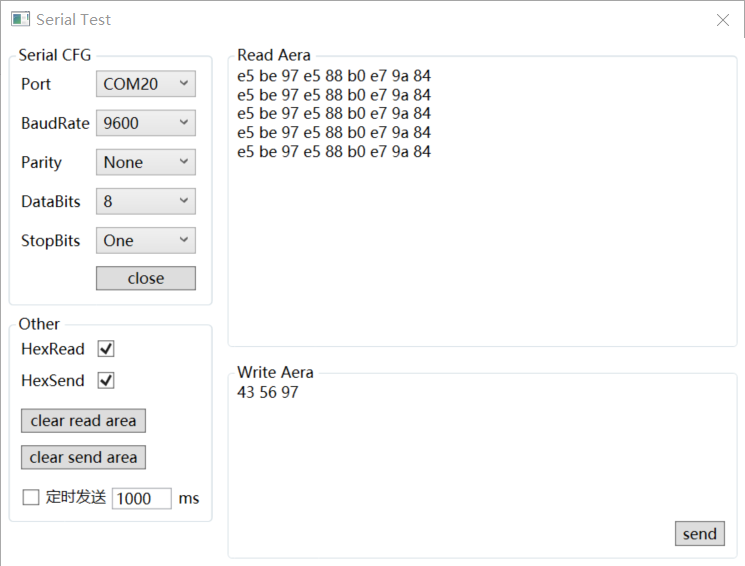 Serial Test
Serial CFG
Port COM20
BaudRate 9600
Parity None
DataBits 8
StopBits One
close
Other
HexRead
HexSend
clear read area
clear send area
定时发送 1000 ms
Read Aera
e5 be 97 e5 88 b0 e7 9a 84
e5 be 97 e5 88 b0 e7 9a 84
e5 be 97 e5 88 b0 e7 9a 84
e5 be 97 e5 88 b0 e7 9a 84
e5 be 97 e5 88 b0 e7 9a 84
Write Aera
43 56 97
send